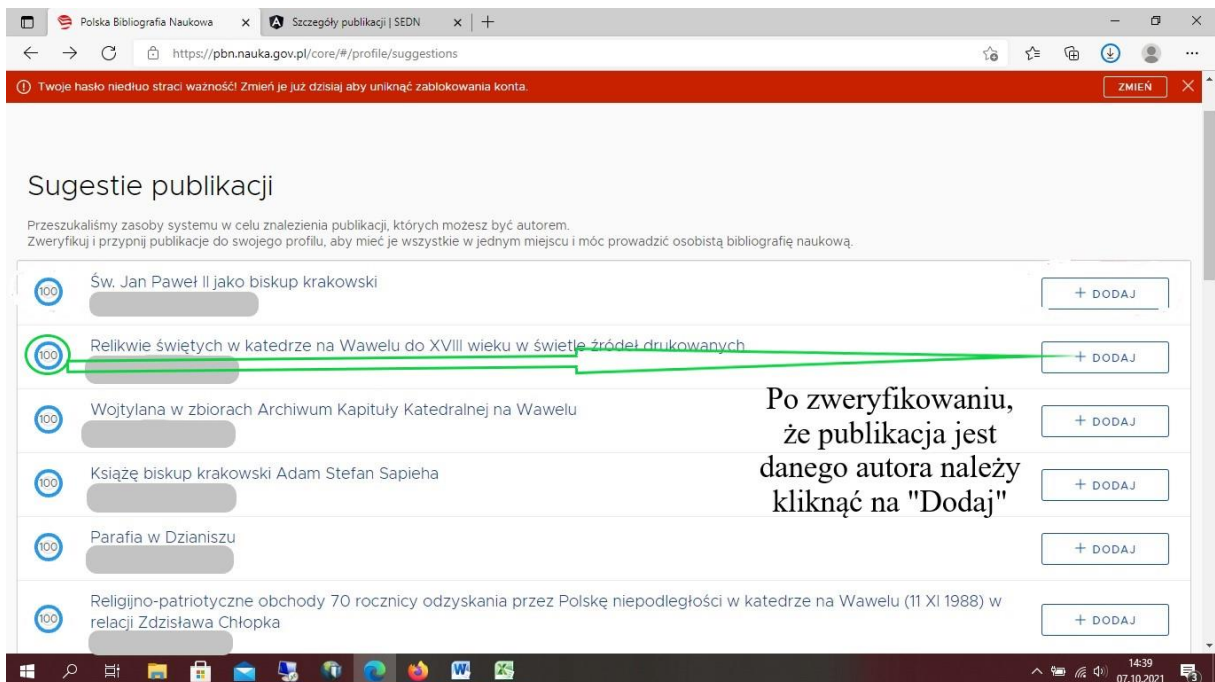 Polska Bibliografia Naukowa
Szczegóły publikacji | SEDN
https://pbn.nauka.gov.pl/core/#/profile/suggestions
Twoje hasło niedłuo straci ważność! Zmień je już dzisiaj aby uniknąć zablokowania konta.
ZMIEŃ
Sugestie publikacji
Przeszukaliśmy zasoby systemu w celu znalezienia publikacji, których możesz być autorem.
Zweryfikuj i przypnij publikacje do swojego profilu, aby mieć je wszystkie w jednym miejscu i móc prowadzić osobistą bibliografię naukową.
100
Św. Jan Paweł II jako biskup krakowski
+ DODAJ
100
Relikwie świętych w katedrze na Wawelu do XVIII wieku w świetle źródeł drukowanych
+ DODAJ
100
Wojtylana w zbiorach Archiwum Kapituły Katedralnej na Wawelu
+ DODAJ
Po zweryfikowaniu,
że publikacja jest
danego autora należy
kliknąć na "Dodaj"
100
Książę biskup krakowski Adam Stefan Sapieha
+ DODAJ
100
Parafia w Dzianiszu
+ DODAJ
100
Religijno-patriotyczne obchody 70 rocznicy odzyskania przez Polskę niepodległości w katedrze na Wawelu (11 XI 1988) w
relacji Zdzisława Chłopka
+ DODAJ
14:39
07.10.2021
3